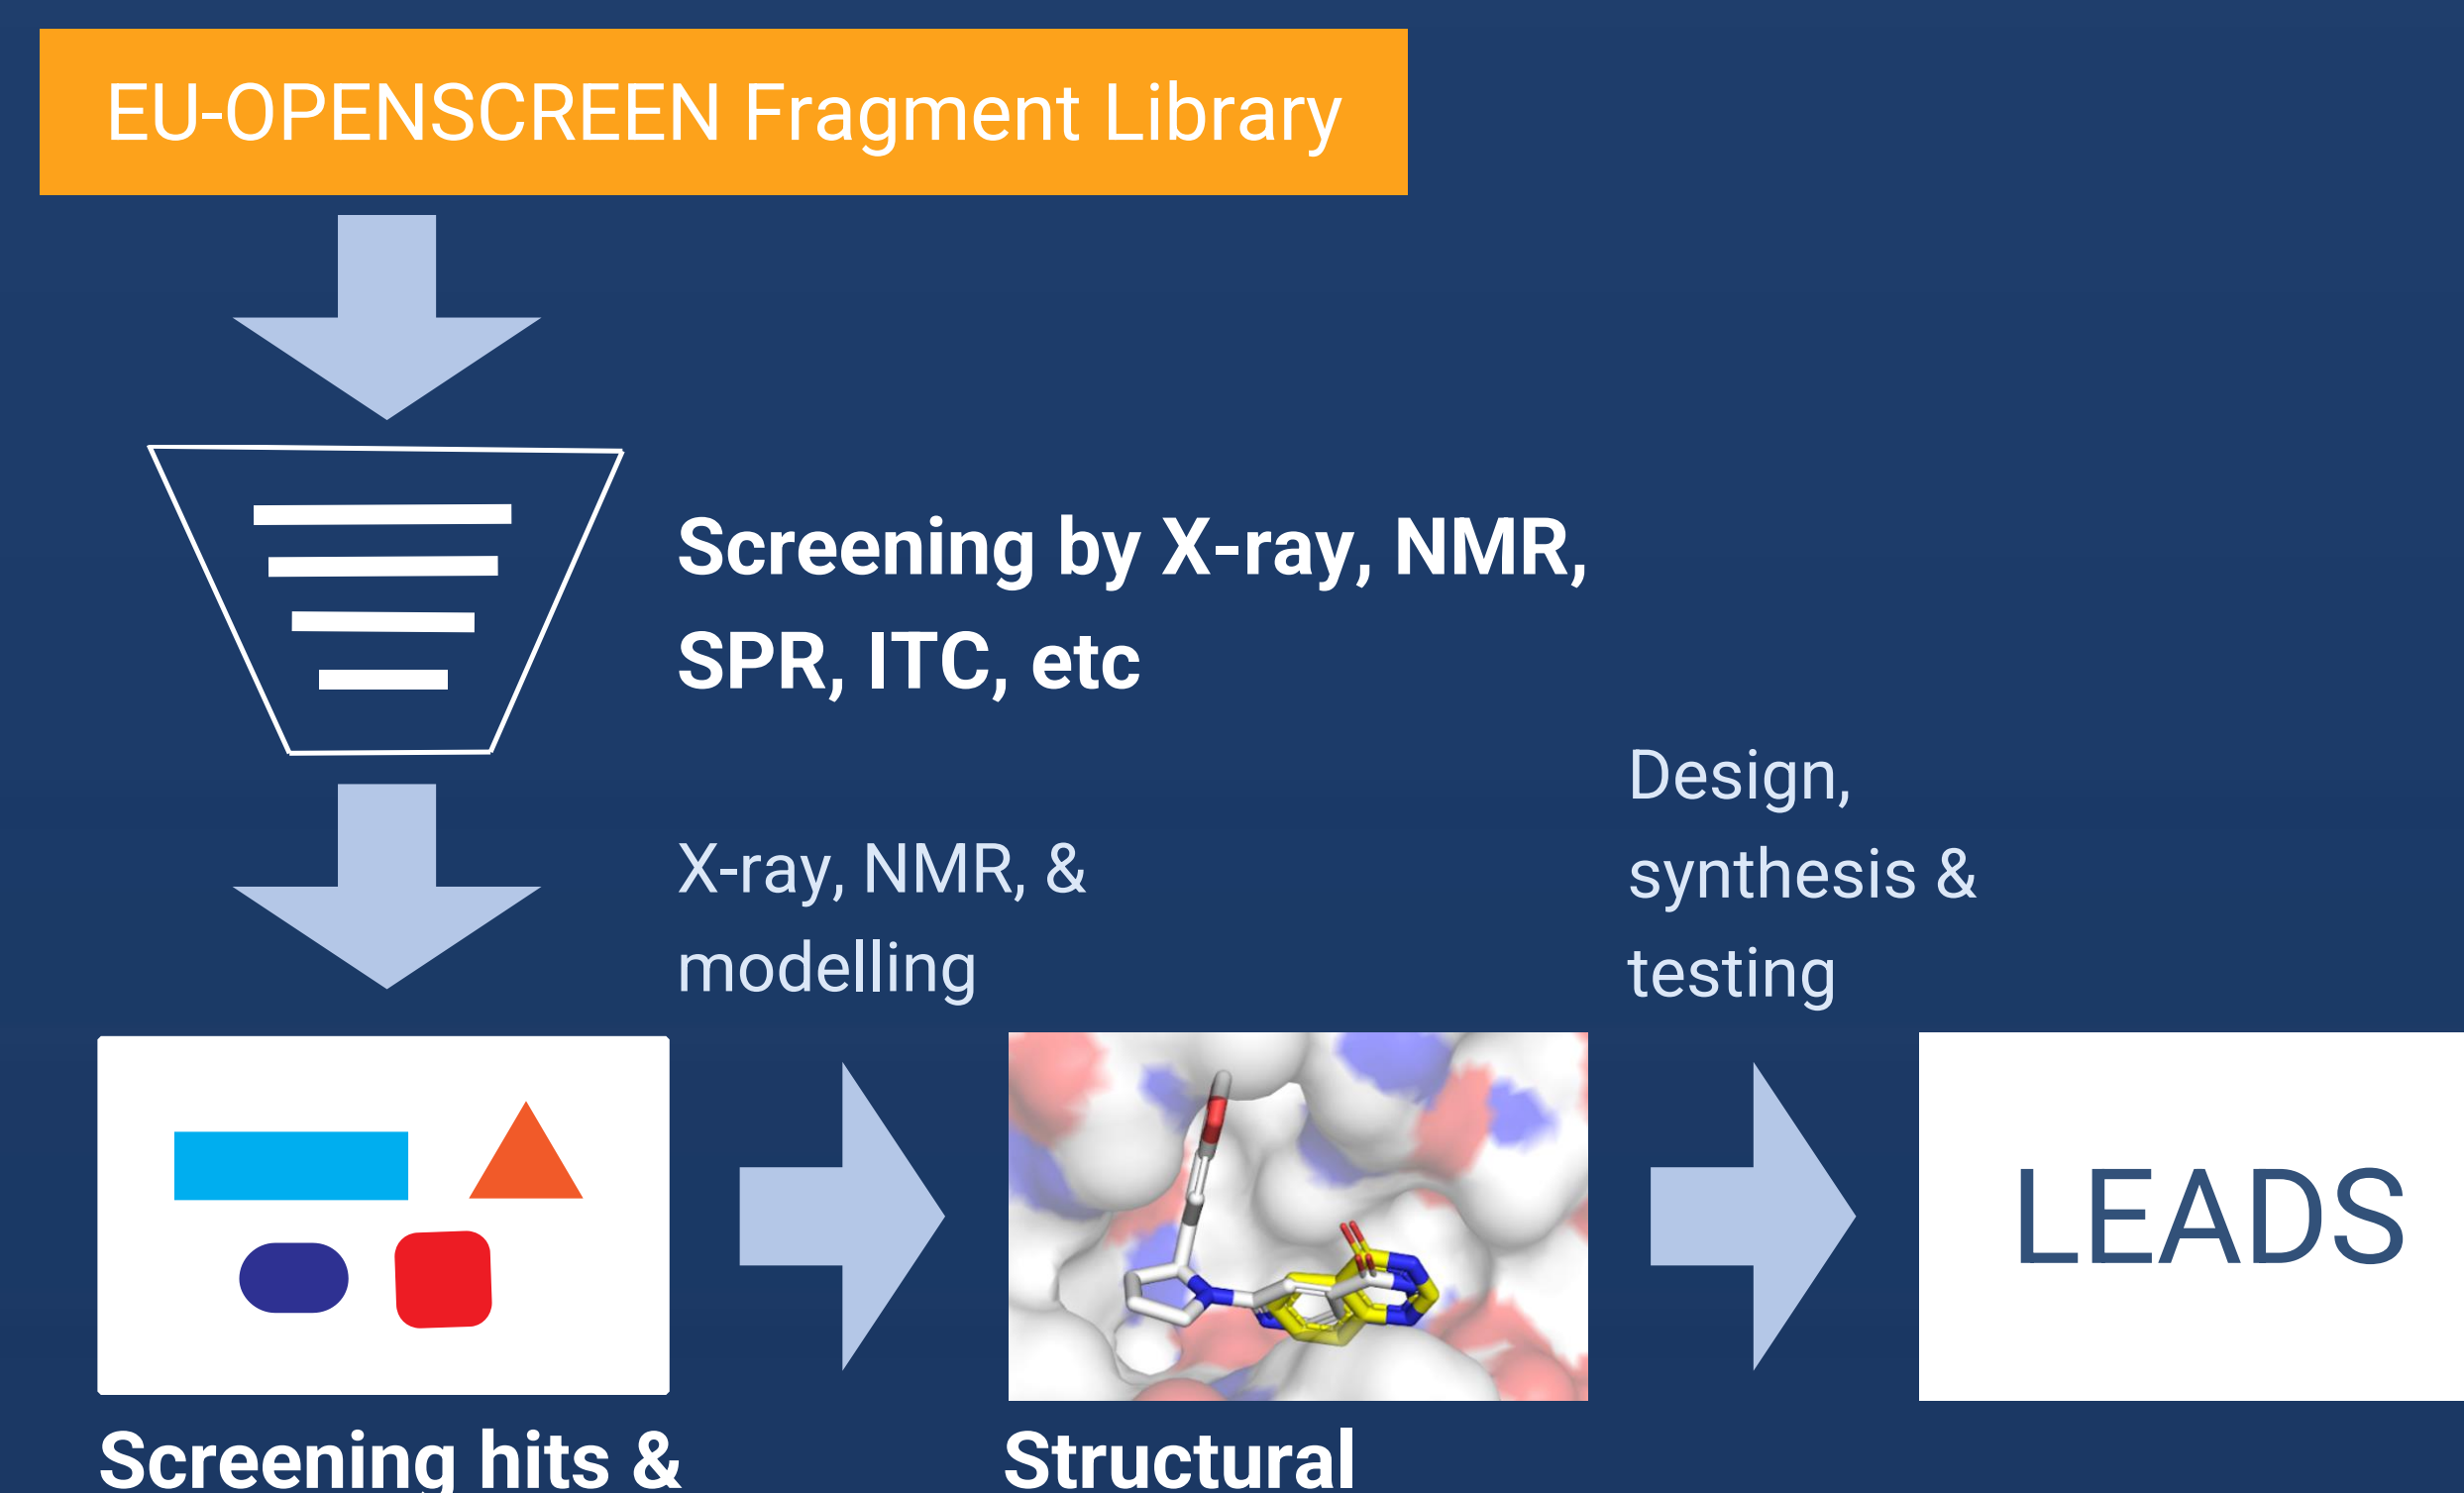 EU-OPENSCREEN Fragment Library
Screening by X-ray, NMR,
SPR, ITC, etc
X-ray, NMR, &
modelling
Design,
synthesis &
testing
LEADS
Screening hits &
Structural